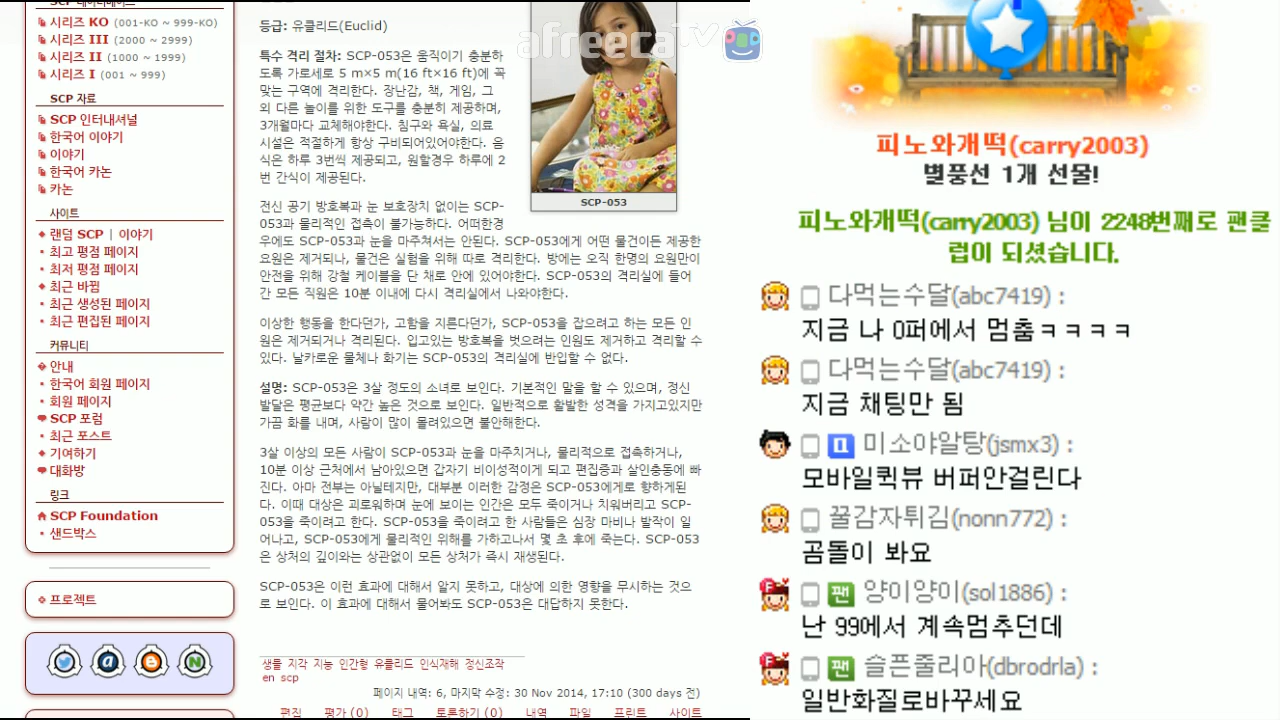 SCP 데이터베이스
시리즈 KO (001-KO ~ 999-KO)
시리즈 III (2000 ~ 2999)
시리즈 II (1000 ~ 1999)
시리즈 I (001 ~ 999)
SCP 자료
SCP 인터내셔널
한국어 이야기
이야기
한국어 카논
카논
사이트
랜덤 SCP | 이야기
최고 평점 페이지
최저 평점 페이지
최근 바뀜
최근 생성된 페이지
최근 편집된 페이지
커뮤니티
안내
한국어 회원 페이지
회원 페이지
SCP 포럼
최근 포스트
기여하기
대화방
링크
SCP Foundation
샌드박스
프로젝트
등급: 유클리드(Euclid)
특수 격리 절차: SCP-053은 움직이기 충분하
도록 가로세로 5 m×5 m(16 ft×16 ft)에 꼭
맞는 구역에 격리한다. 장난감, 책, 게임, 그
외 다른 놀이를 위한 도구를 충분히 제공하며,
3개월마다 교체해야한다. 침구와 욕실, 의료
시설은 적절하게 항상 구비되어있어야한다. 음
식은 하루 3번씩 제공되고, 원할경우 하루에 2
번 간식이 제공된다.
SCP-053
전신 공기 방호복과 눈 보호장치 없이는 SCP-
053과 물리적인 접촉이 불가능하다. 어떠한경
우에도 SCP-053과 눈을 마주쳐서는 안된다. SCP-053에게 어떤 물건이든 제공한
요원은 제거되나, 물건은 실험을 위해 따로 격리한다. 방에는 오직 한명의 요원만이
안전을 위해 강철 케이블을 단 채로 안에 있어야한다. SCP-053의 격리실에 들어
간 모든 직원은 10분 이내에 다시 격리실에서 나와야한다.
이상한 행동을 한다던가, 고함을 지른다던가, SCP-053을 잡으려고 하는 모든 인
원은 제거되거나 격리된다. 입고있는 방호복을 벗으려는 인원도 제거하고 격리할 수
있다. 날카로운 물체나 화기는 SCP-053의 격리실에 반입할 수 없다.
설명: SCP-053은 3살 정도의 소녀로 보인다. 기본적인 말을 할 수 있으며, 정신
발달은 평균보다 약간 높은 것으로 보인다. 일반적으로 활발한 성격을 가지고있지만
가끔 화를 내며, 사람이 많이 몰려있으면 불안해한다.
3살 이상의 모든 사람이 SCP-053과 눈을 마주치거나, 물리적으로 접촉하거나,
10분 이상 근처에서 남아있으면 갑자기 비이성적이게 되고 편집증과 살인충동에 빠
진다. 아마 전부는 아닐테지만, 대부분 이러한 감정은 SCP-053에게로 향하게된
다. 이때 대상은 괴로워하며 눈에 보이는 인간은 모두 죽이거나 치워버리고 SCP-
053을 죽이려고 한다. SCP-053을 죽이려고 한 사람들은 심장 마비나 발작이 일
어나고, SCP-053에게 물리적인 위해를 가하고나서 몇 초 후에 죽는다. SCP-053
은 상처의 깊이와는 상관없이 모든 상처가 즉시 재생된다.
SCP-053은 이런 효과에 대해서 알지 못하고, 대상에 의한 영향을 무시하는 것으
로 보인다. 이 효과에 대해서 물어봐도 SCP-053은 대답하지 못한다.
생물 지각 지능 인간형 유클리드 인식재해 정신조작
en scp
페이지 내역: 6, 마지막 수정: 30 Nov 2014, 17:10 (300 days 전)
편집 평가 (0) 태그 토론하기 (0) 내역 파일 프린트 사이트
afreecaTV
피노와개떡(carry2003)
별풍선 1개 선물!
피노와개떡(carry2003) 님이 2248번째로 팬클
럽이 되셨습니다.
다먹는수달(abc7419) :
지금 나 0퍼에서 멈춤ㅋㅋㅋㅋ
다먹는수달(abc7419) :
지금 채팅만 됨
미소야알탕(jsmx3) :
모바일퀵뷰 버퍼안걸린다
꿀감자튀김(nonn772) :
곰돌이 봐요
팬 양이양이(sol1886) :
난 99에서 계속멈추던데
팬 슬픈줄리아(dbrodrla) :
일반화질로바꾸세요